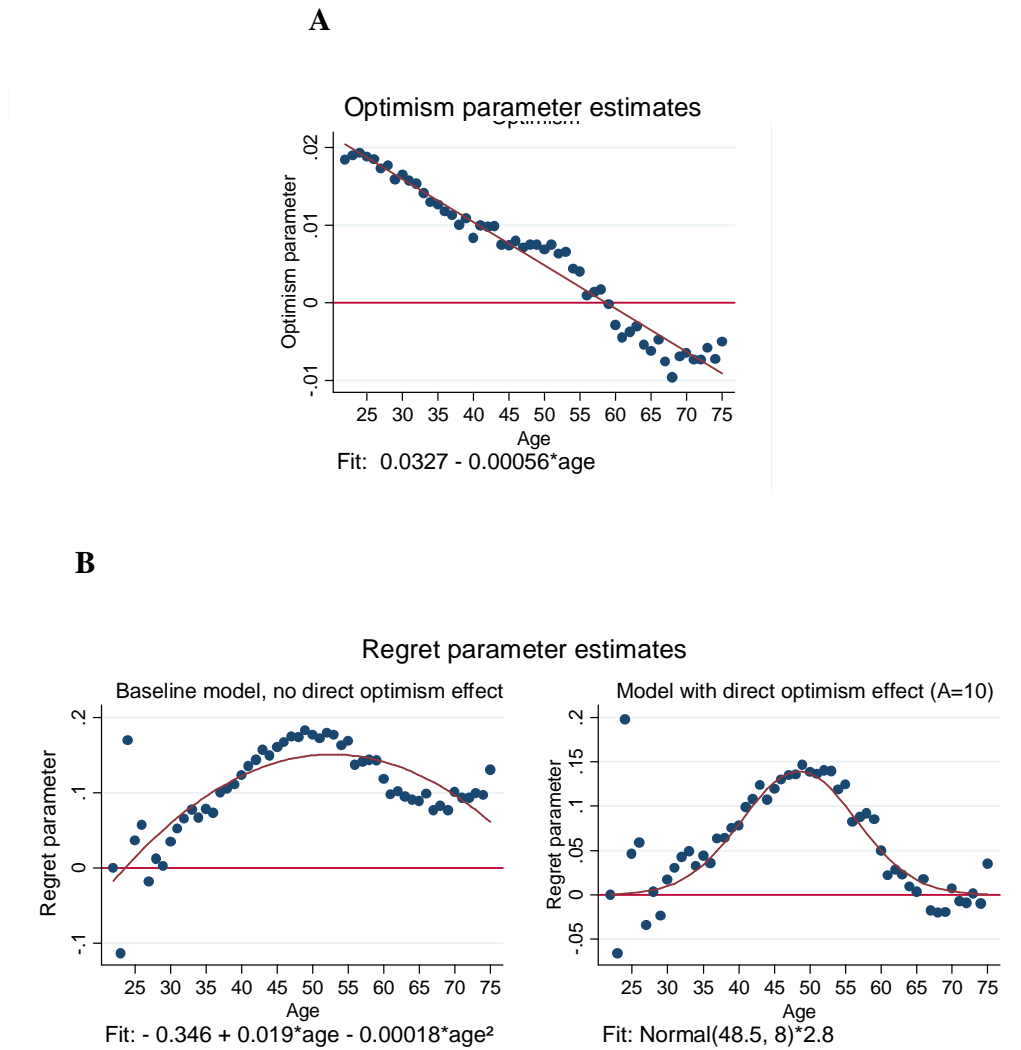 A
Optimism parameter estimates
Optimism parameter
.02
.01
0
-.01
25 30 35 40 45 50 55 60 65 70 75
Age
Fit: 0.0327 - 0.00056*age
B
Regret parameter estimates
Baseline model, no direct optimism effect
Regret parameter
.2
.1
0
-.1
25 30 35 40 45 50 55 60 65 70 75
Age
Fit: - 0.346 + 0.019*age - 0.00018*age²
Model with direct optimism effect (A=10)
Regret parameter
.2
.15
.1
.05
0
-.05
25 30 35 40 45 50 55 60 65 70 75
Age
Fit: Normal(48.5, 8)*2.8